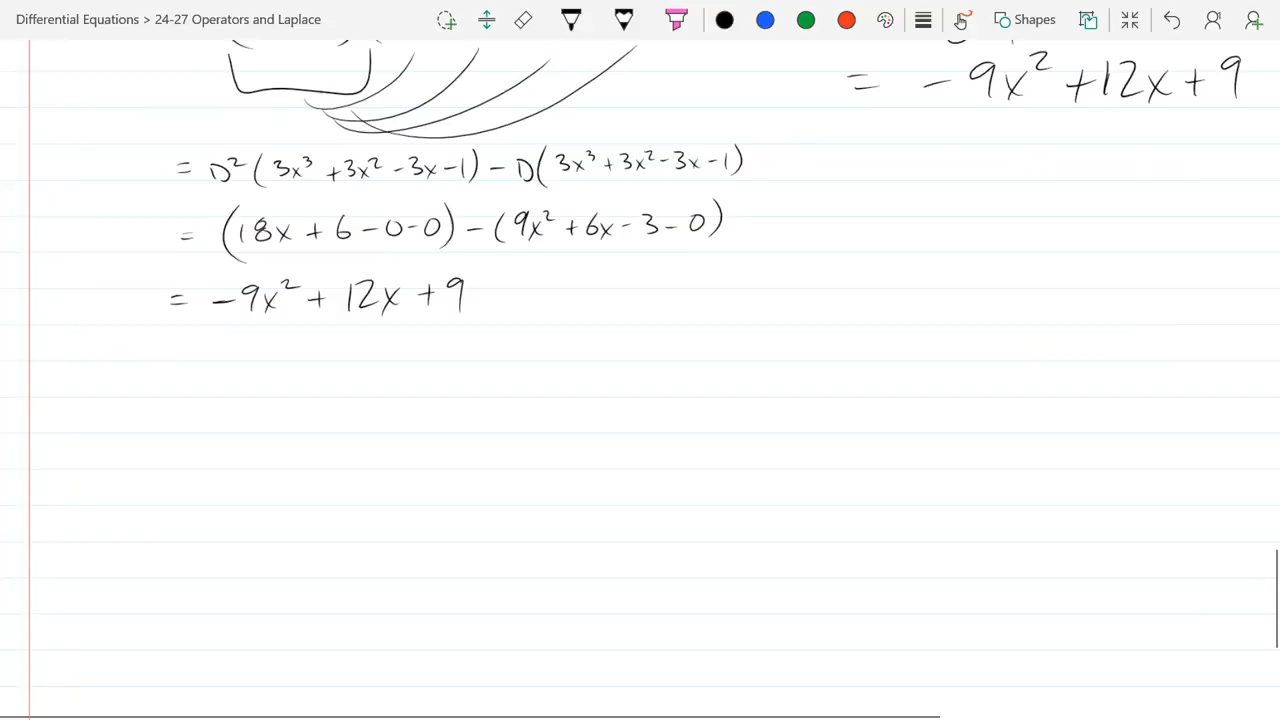 Differential Equations > 24-27 Operators and Laplace
Shapes
= -9x² + 12x + 9
= D² (3x³ + 3x² - 3x - 1) - D(3x³ + 3x² - 3x - 1)
= (18x + 6 - 0 - 0) - (9x² + 6x - 3 - 0)
= -9x² + 12x + 9